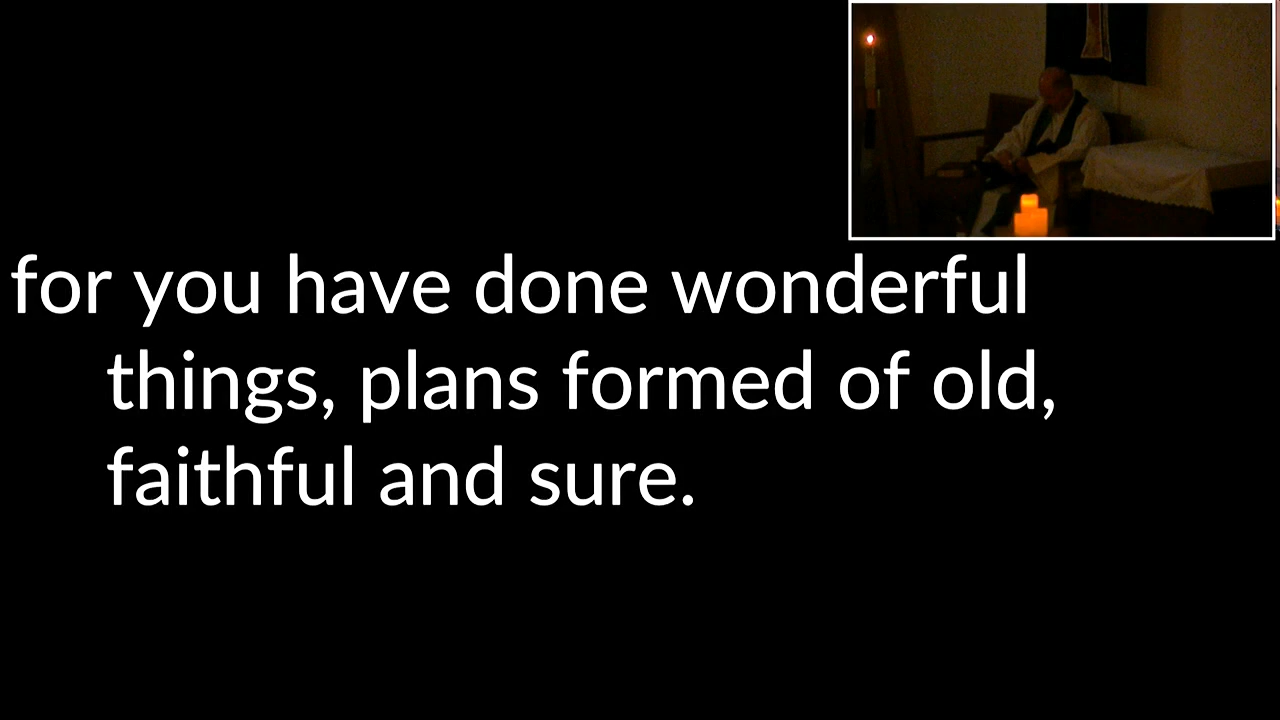 for you have done wonderful
things, plans formed of old,
faithful and sure.